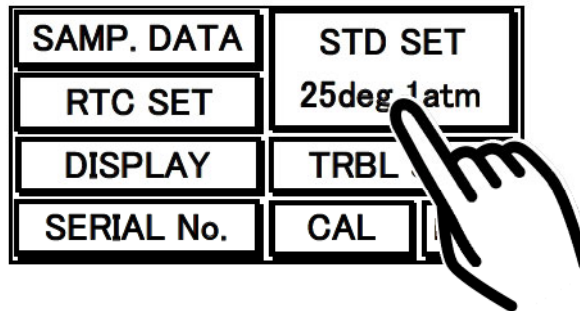 SAMP. DATA
STD SET
25deg 1atm
RTC SET
DISPLAY
TRBL
SERIAL No.
CAL